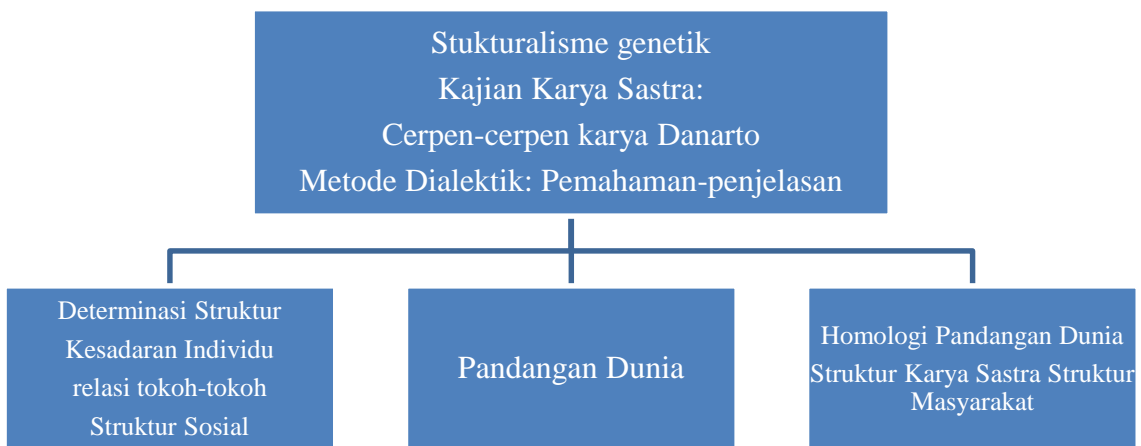 Stukturalisme genetik
Kajian Karya Sastra:
Cerpen-cerpen karya Danarto
Metode Dialektik: Pemahaman-penjelasan
Determinasi Struktur
Kesadaran Individu
relasi tokoh-tokoh
Struktur Sosial
Pandangan Dunia
Homologi Pandangan Dunia
Struktur Karya Sastra Struktur
Masyarakat